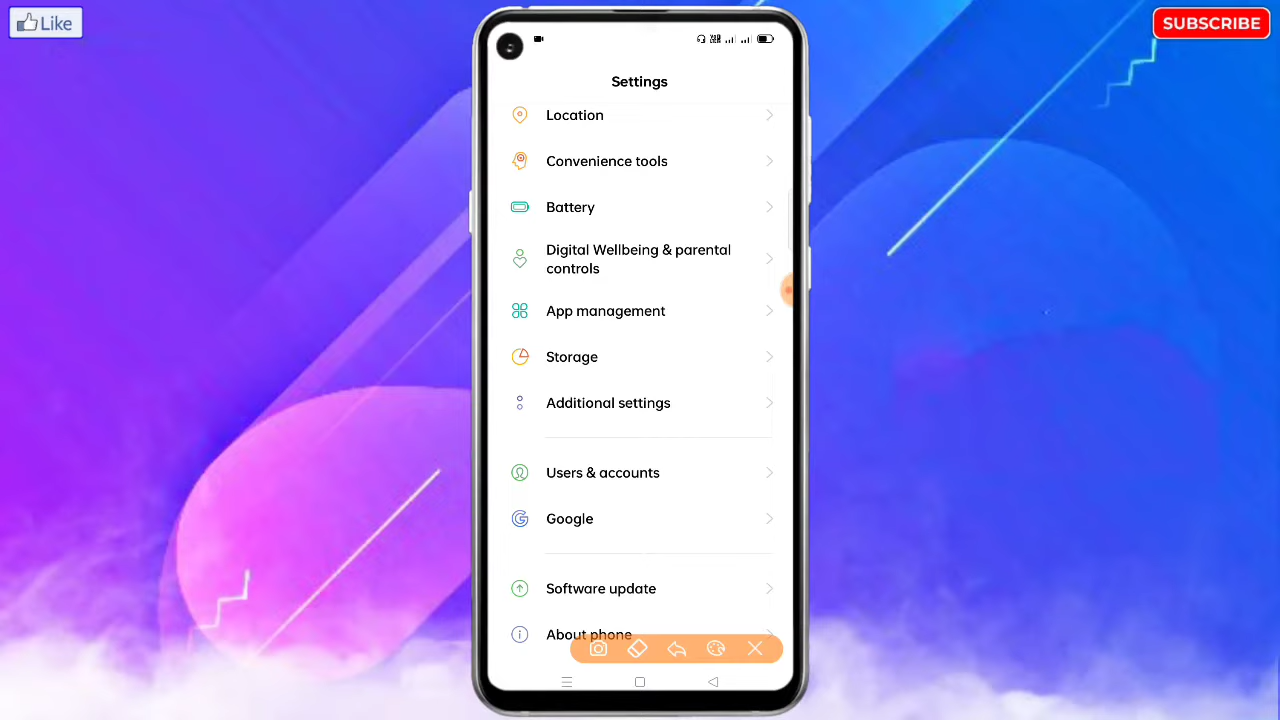 Like
SUBSCRIBE
Settings
Location
Convenience tools
Battery
Digital Wellbeing & parental
controls
App management
Storage
Additional settings
Users & accounts
Google
Software update
About phone